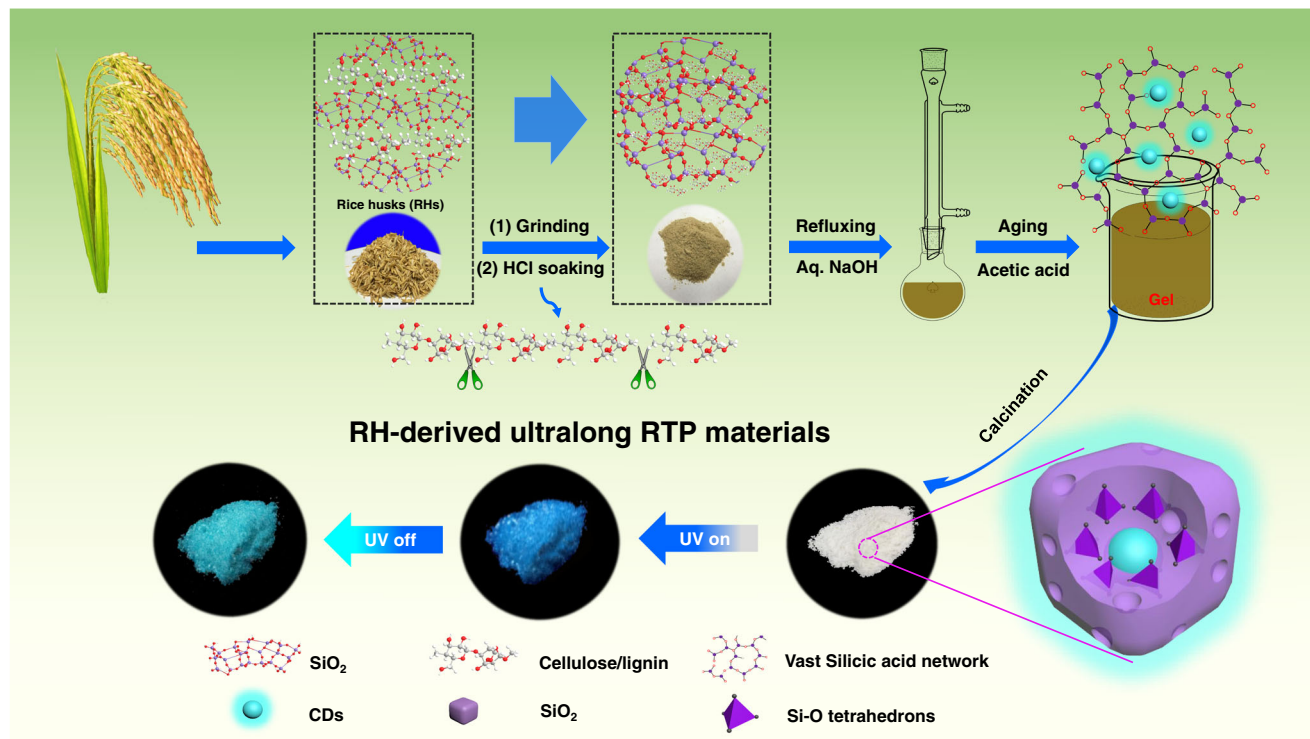 Rice husks (RHs)
(1) Grinding
(2) HCl soaking
Refluxing
Aq. NaOH
Aging
Acetic acid
Gel
Calcination
RH-derived ultralong RTP materials
UV off
UV on
SiO₂
Cellulose/lignin
Vast Silicic acid network
CDs
SiO₂
Si-O tetrahedrons